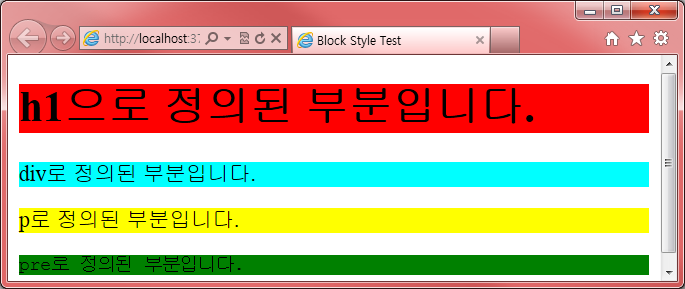 http://localhost:37
Block Style Test
h1으로 정의된 부분입니다.
div로 정의된 부분입니다.
p로 정의된 부분입니다.
pre로 정의된 부분입니다.